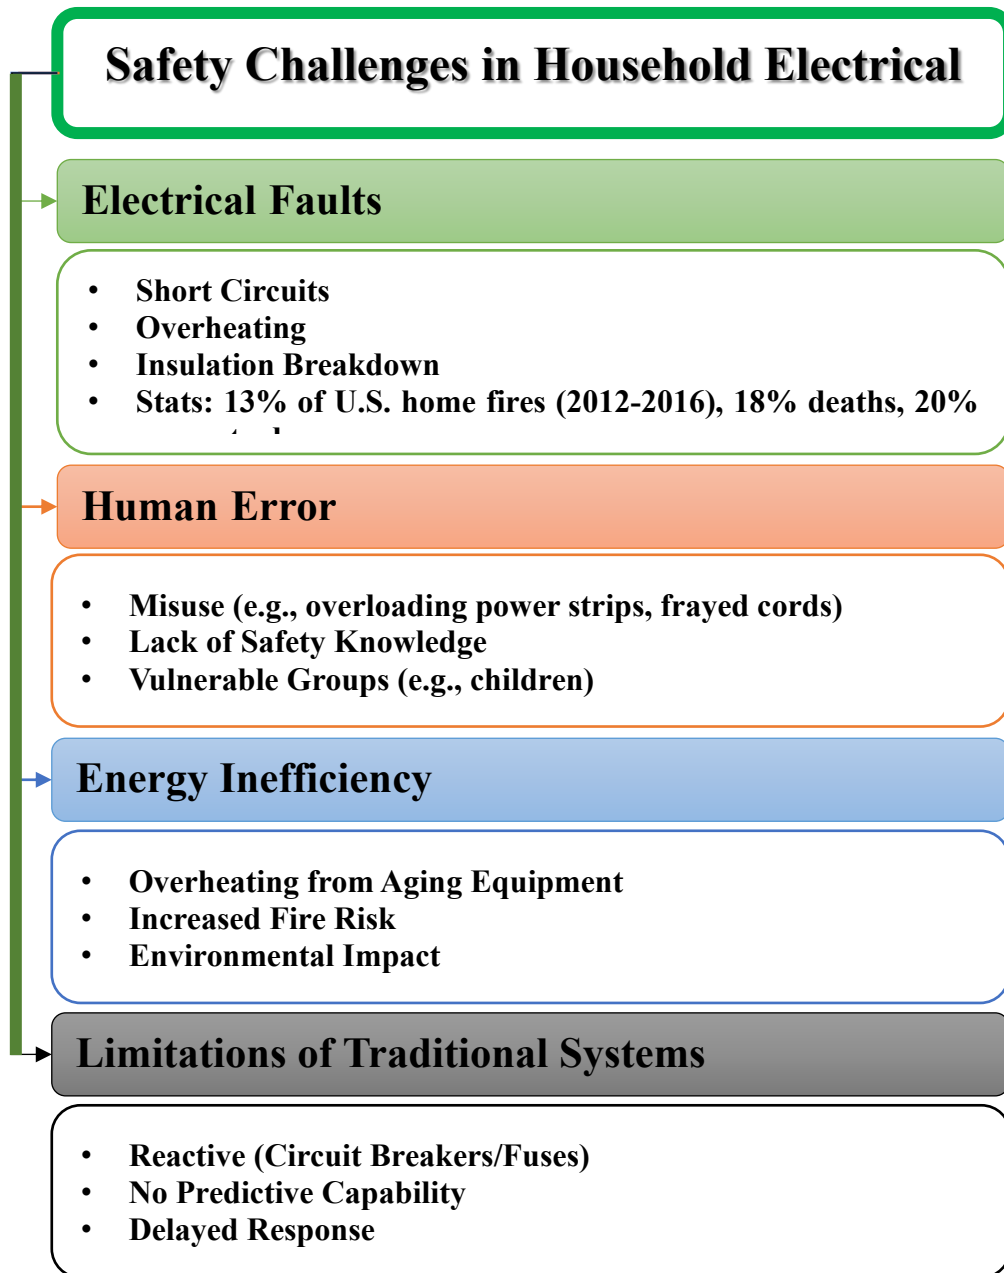 Safety Challenges in Household Electrical
Electrical Faults
• Short Circuits
• Overheating
• Insulation Breakdown
• Stats: 13% of U.S. home fires (2012-2016), 18% deaths, 20%
Human Error
• Misuse (e.g., overloading power strips, frayed cords)
• Lack of Safety Knowledge
• Vulnerable Groups (e.g., children)
Energy Inefficiency
• Overheating from Aging Equipment
• Increased Fire Risk
• Environmental Impact
Limitations of Traditional Systems
• Reactive (Circuit Breakers/Fuses)
• No Predictive Capability
• Delayed Response